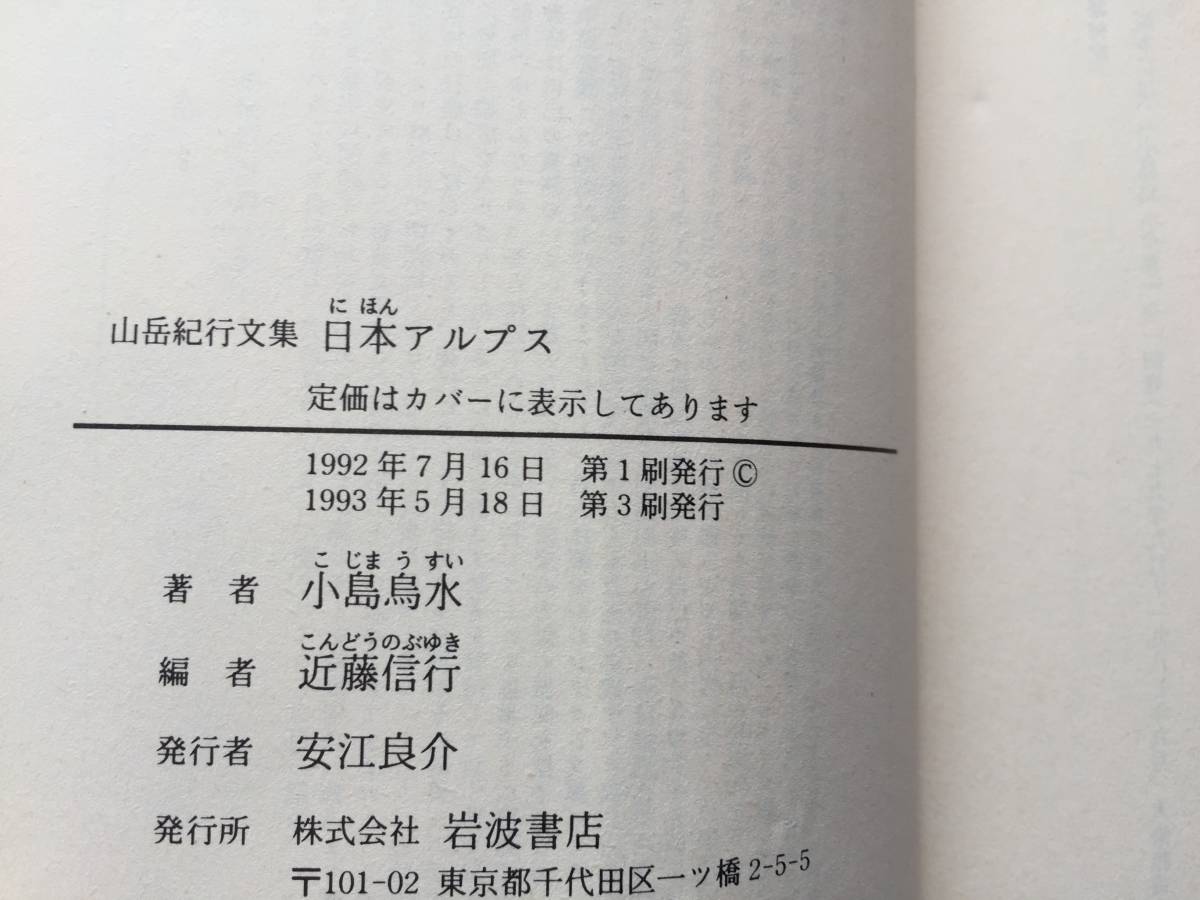 にほん
山岳紀行文集 日本アルプス
定価はカバーに表示してあります
1992年7月16日 第1刷発行©
1993年5月18日 第3刷発行
こじまうすい
著者 小島烏水
こんどうのぶゆき
編者 近藤信行
発行者 安江良介
発行所 株式会社 岩波書店
〒101-02 東京都千代田区一ツ橋2-5-5